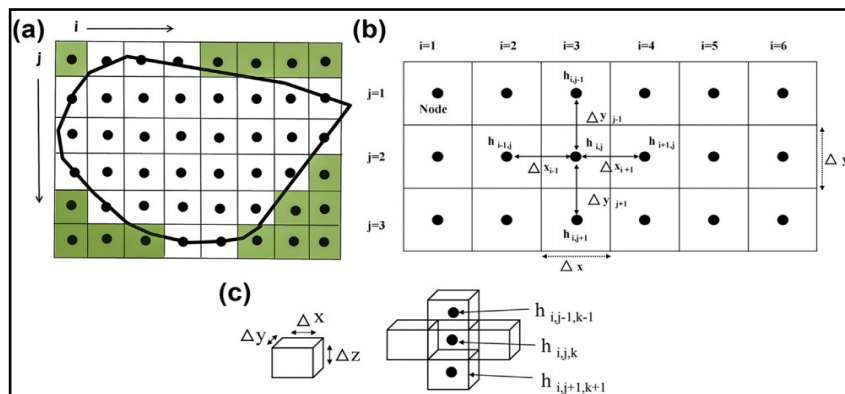 (a)
i
j
(b)
i=1 i=2 i=3 i=4 i=5 i=6
j=1
j=2
j=3
h i,j-1
Node
△ y j-1
h i-1,j
h i,j
h i+1,j
△ x i-1
△ x i+1
△ y
△ y j+1
h i,j+1
△ x
(c)
△x
△y
△z
h i,j-1,k-1
h i,j,k
h i,j+1,k+1